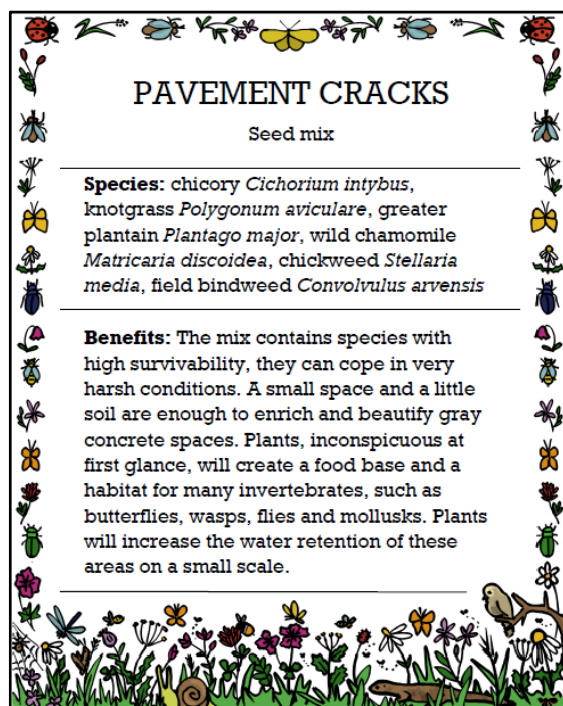 PAVEMENT CRACKS
Seed mix
Species: chicory Cichorium intybus,
knotgrass Polygonum aviculare, greater
plantain Plantago major, wild chamomile
Matricaria discoidea, chickweed Stellaria
media, field bindweed Convolvulus arvensis
Benefits: The mix contains species with
high survivability, they can cope in very
harsh conditions. A small space and a little
soil are enough to enrich and beautify gray
concrete spaces. Plants, inconspicuous at
first glance, will create a food base and a
habitat for many invertebrates, such as
butterflies, wasps, flies and mollusks. Plants
will increase the water retention of these
areas on a small scale.